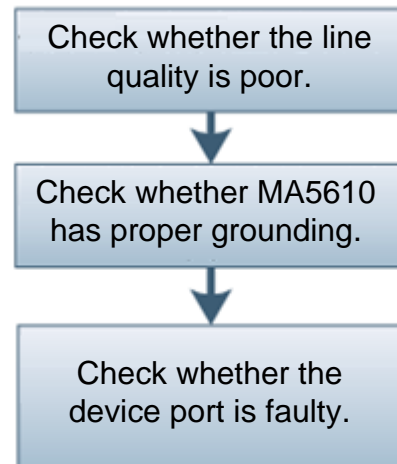 Check whether the line
quality is poor.
Check whether MA5610
has proper grounding.
Check whether the
device port is faulty.